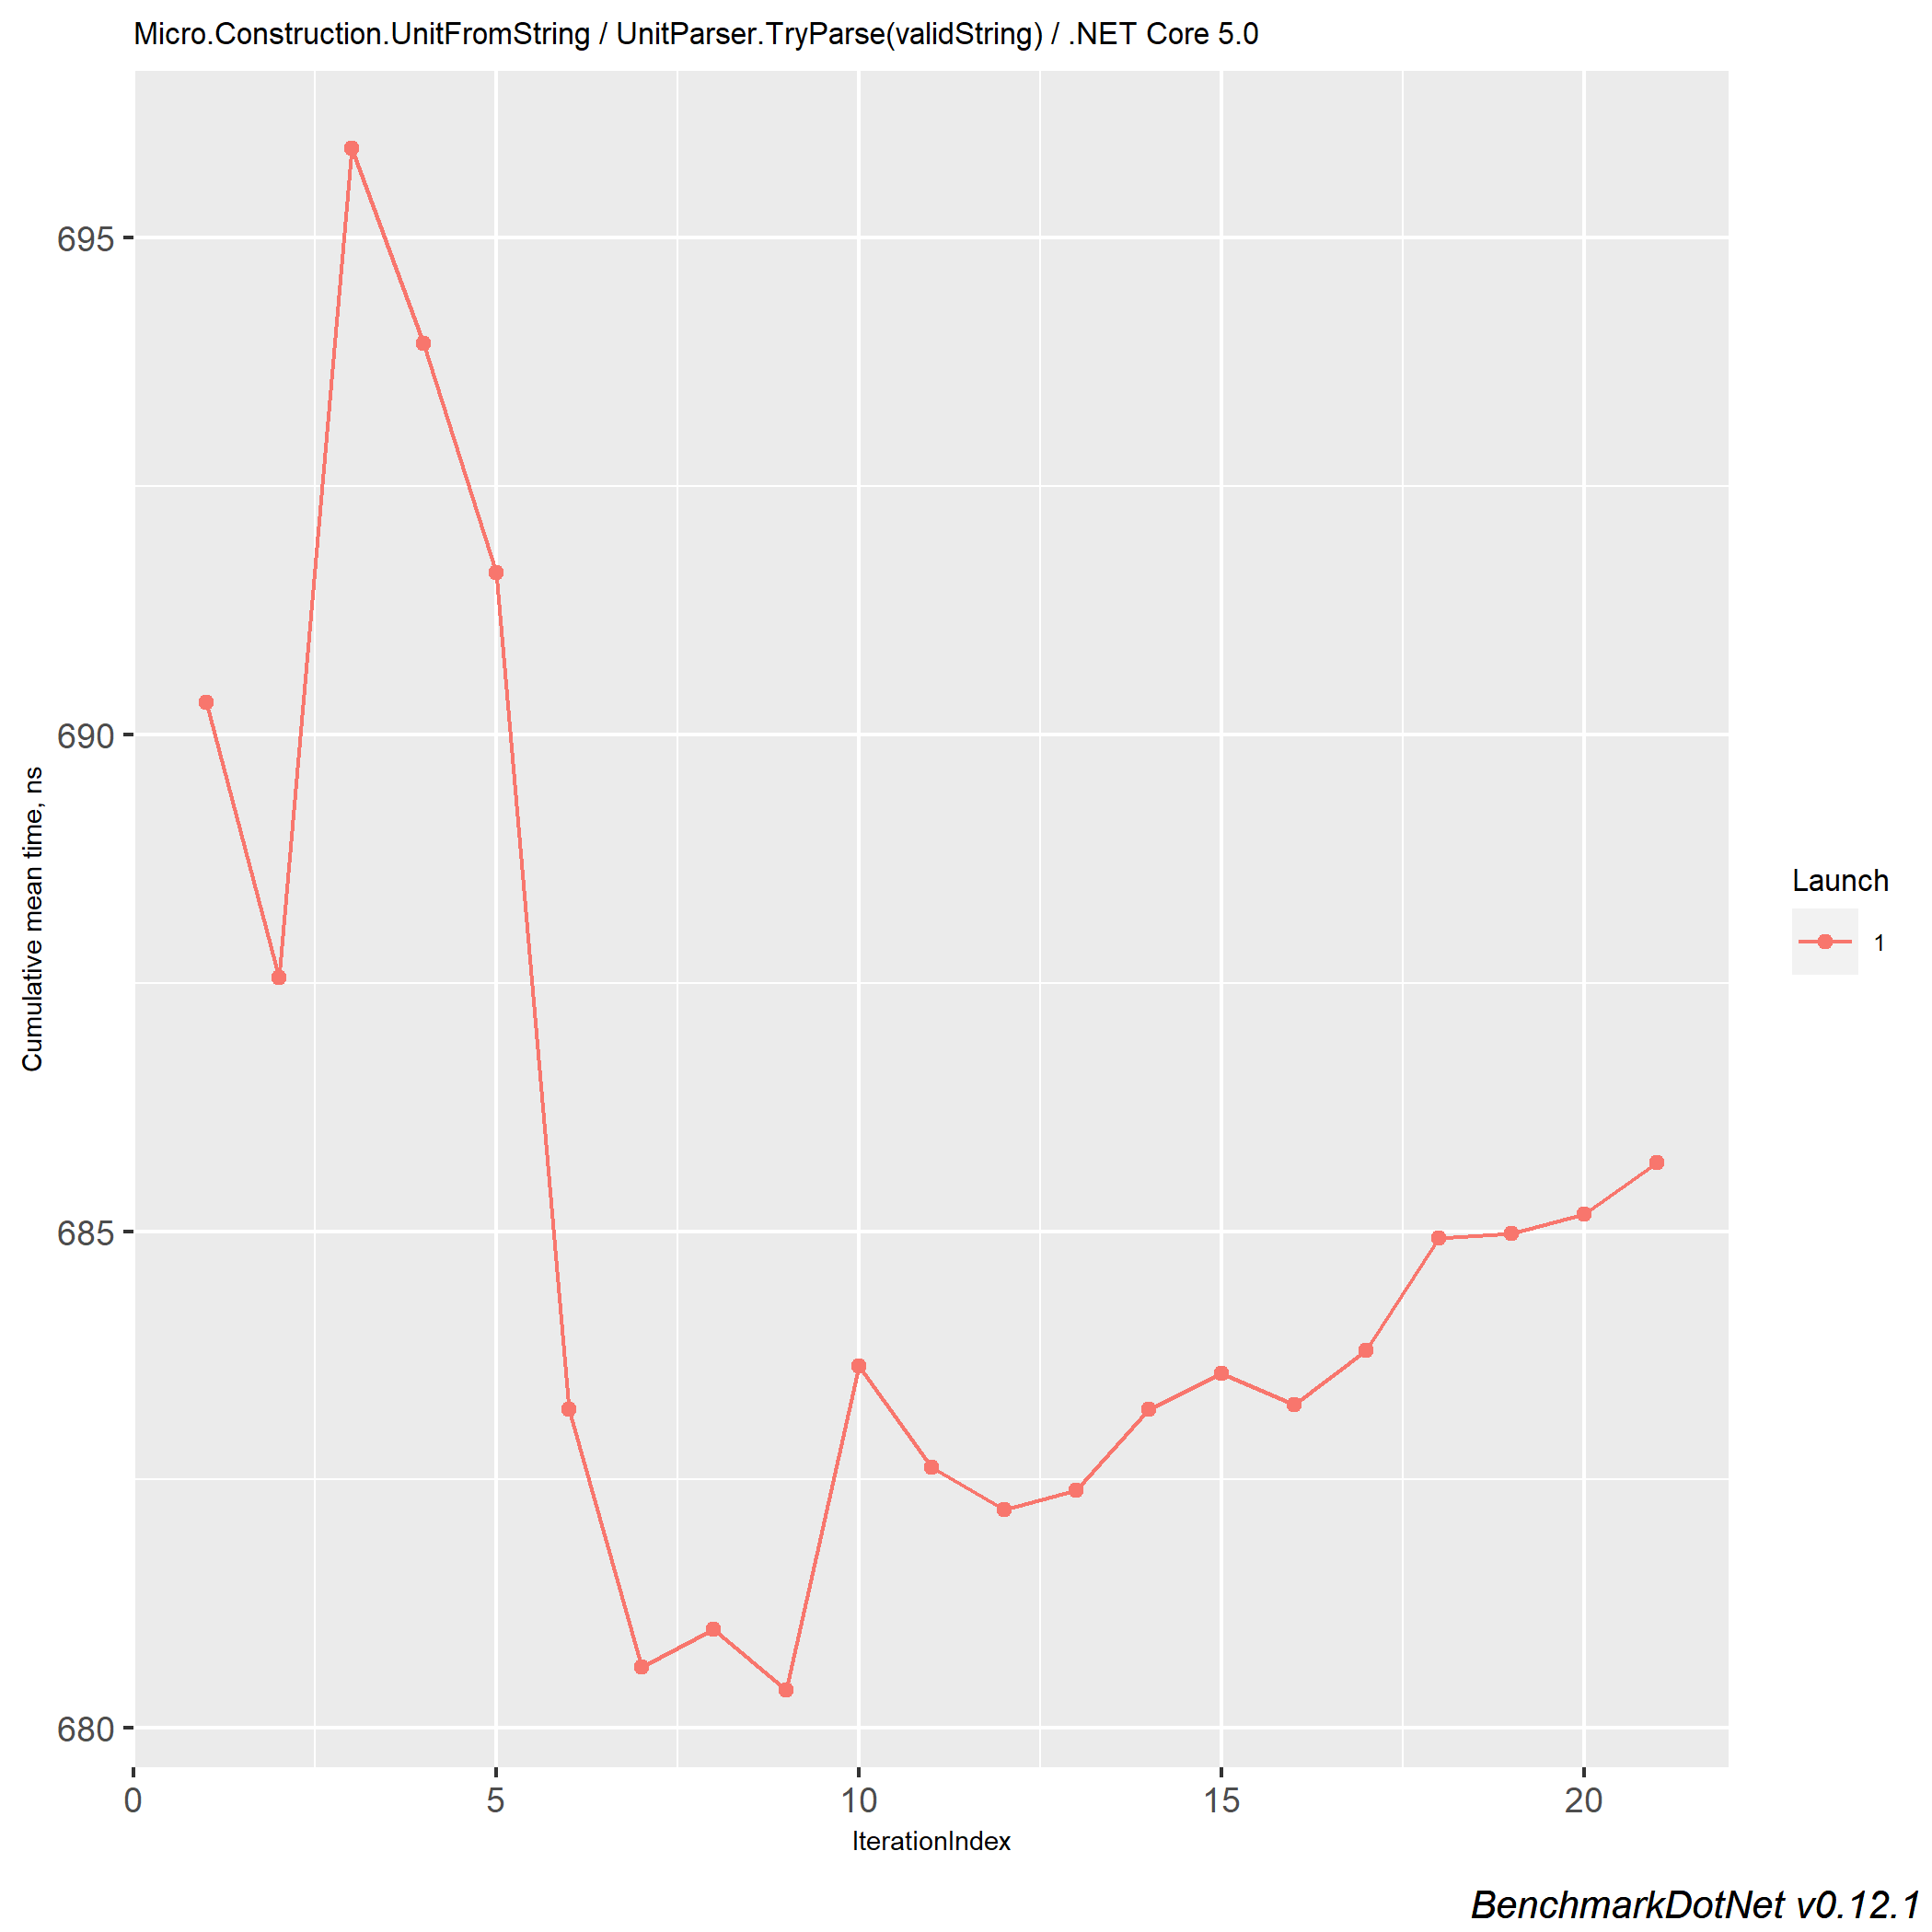 Micro.Construction.UnitFromString / UnitParser.TryParse(validString) / .NET Core 5.0
Cumulative mean time, ns
695
690
685
680
0 5 10 15 20
IterationIndex
Launch
1
BenchmarkDotNet v0.12.1